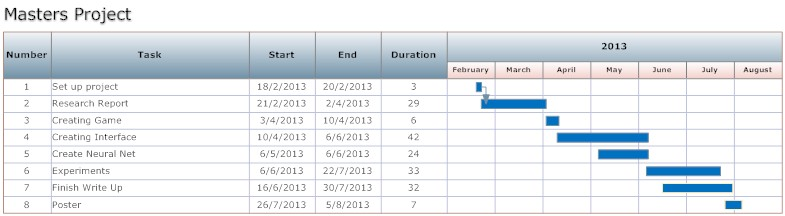 Masters Project
Number Task Start End Duration 2013
February March April May June July August
1 Set up project 18/2/2013 20/2/2013 3
2 Research Report 21/2/2013 2/4/2013 29
3 Creating Game 3/4/2013 10/4/2013 6
4 Creating Interface 10/4/2013 6/6/2013 42
5 Create Neural Net 6/5/2013 6/6/2013 24
6 Experiments 6/6/2013 22/7/2013 33
7 Finish Write Up 16/6/2013 30/7/2013 32
8 Poster 26/7/2013 5/8/2013 7